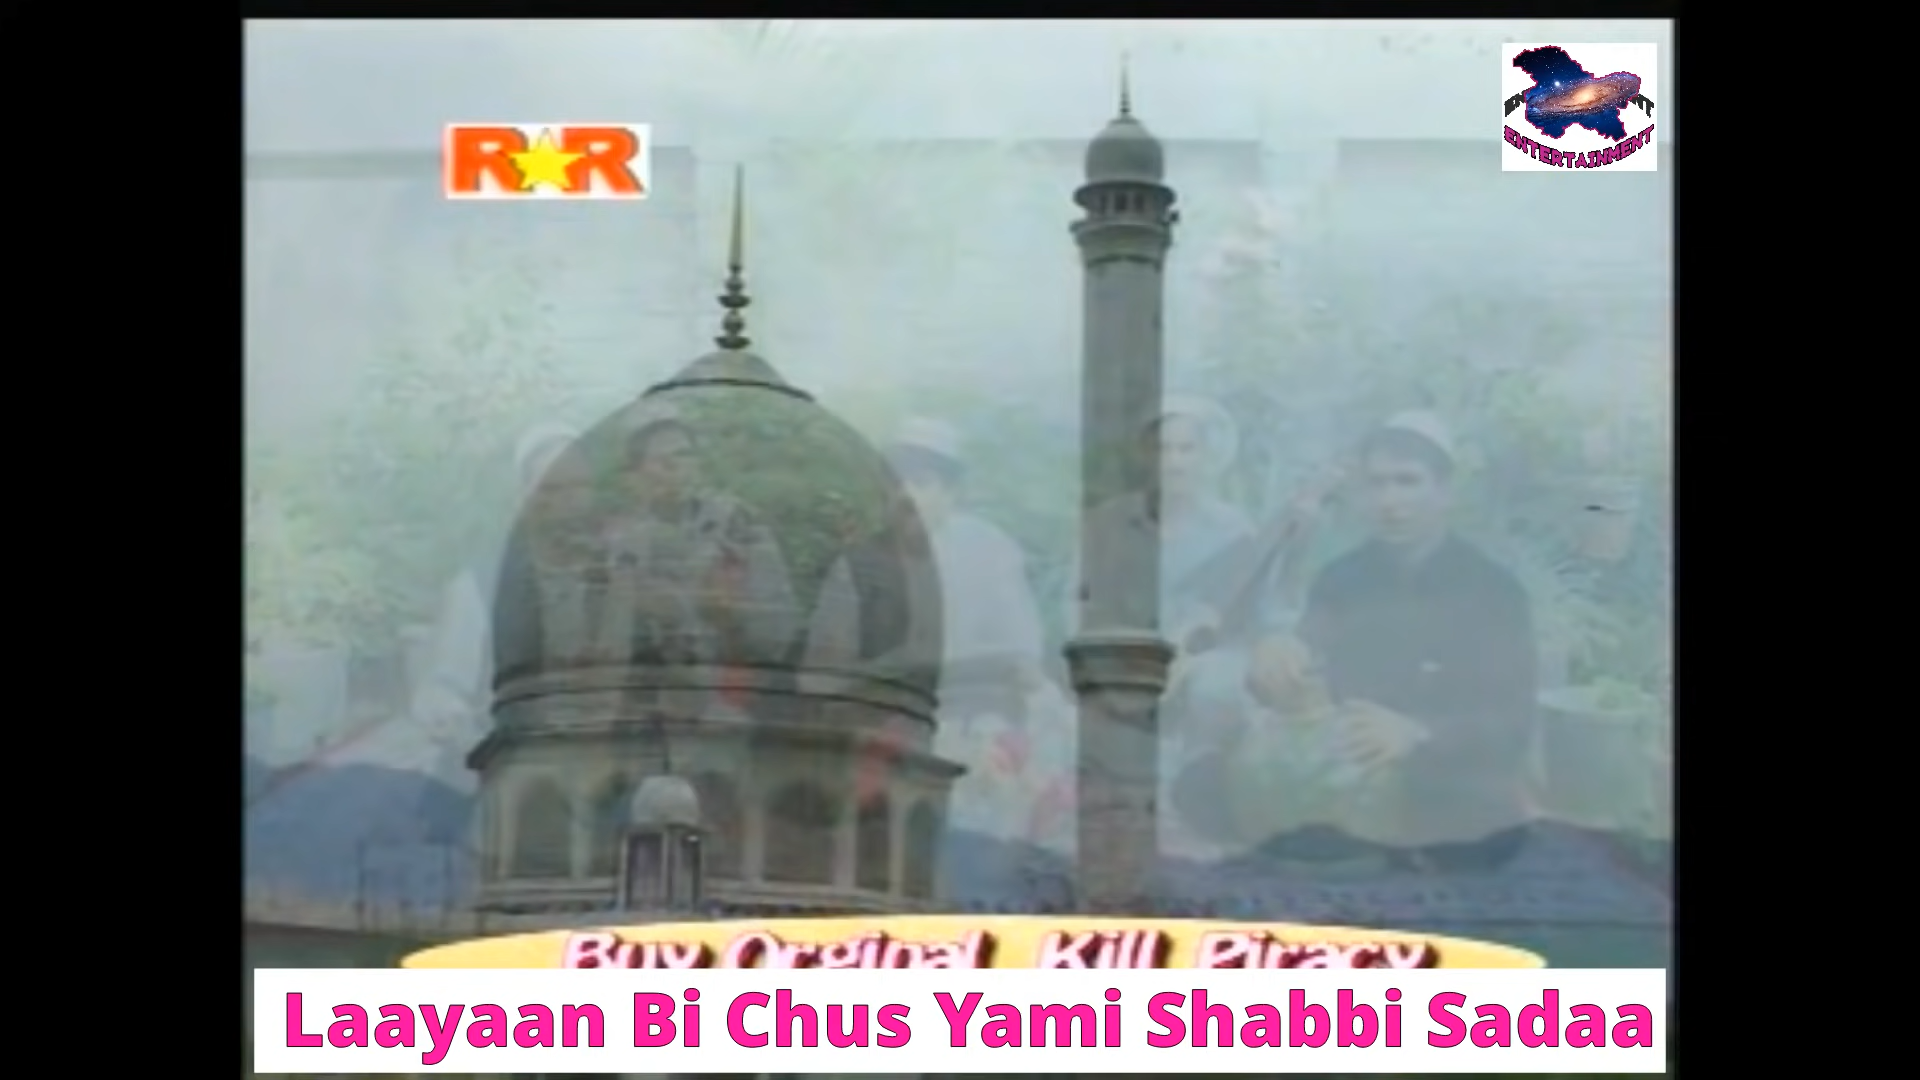 R★R
ENTERTAINMENT
Buy Orginal Kill Piracy
Laayaan Bi Chus Yami Shabbi Sadaa